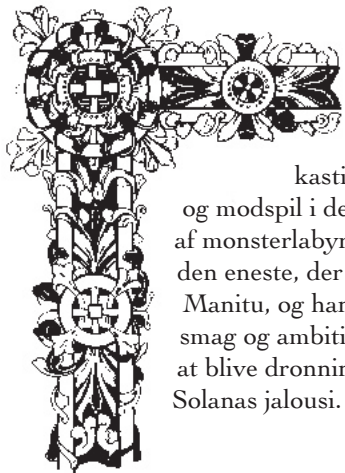 kasti
og modspil i de
af monsterlabyr
den eneste, der
Manitu, og han
smag og ambiti
at blive dronnin
Solanas jalousi.